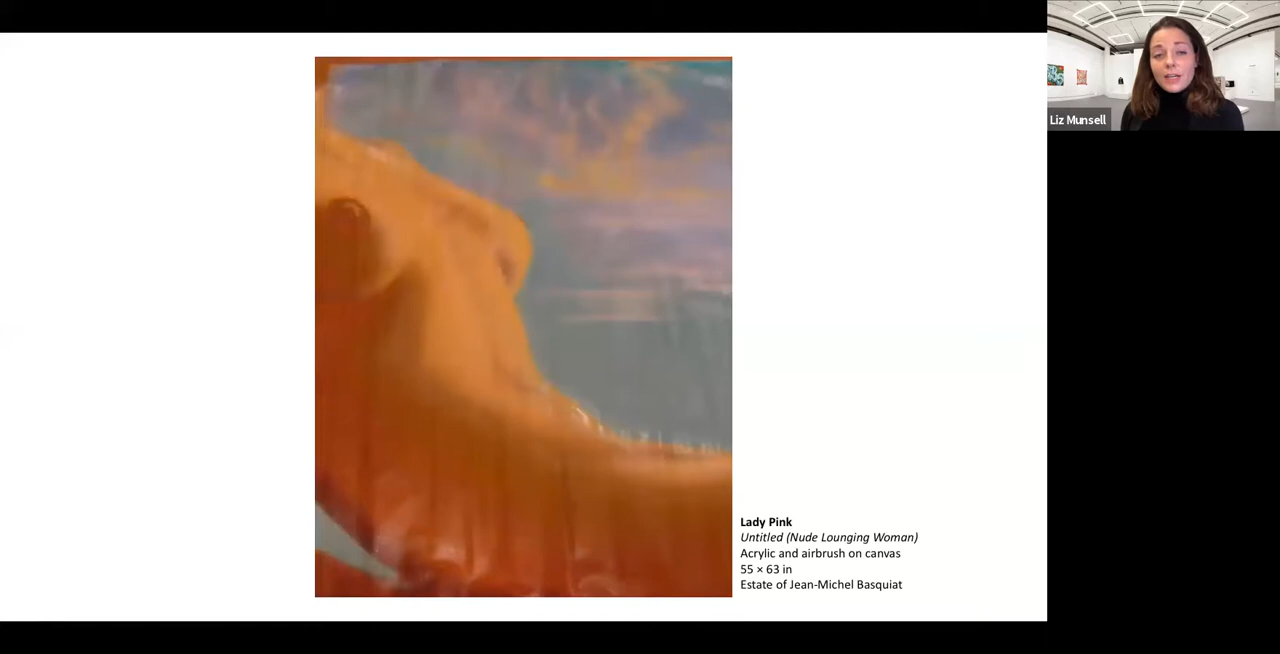 Liz Munsell
Lady Pink
Untitled (Nude Lounging Woman)
Acrylic and airbrush on canvas
55 × 63 in
Estate of Jean-Michel Basquiat